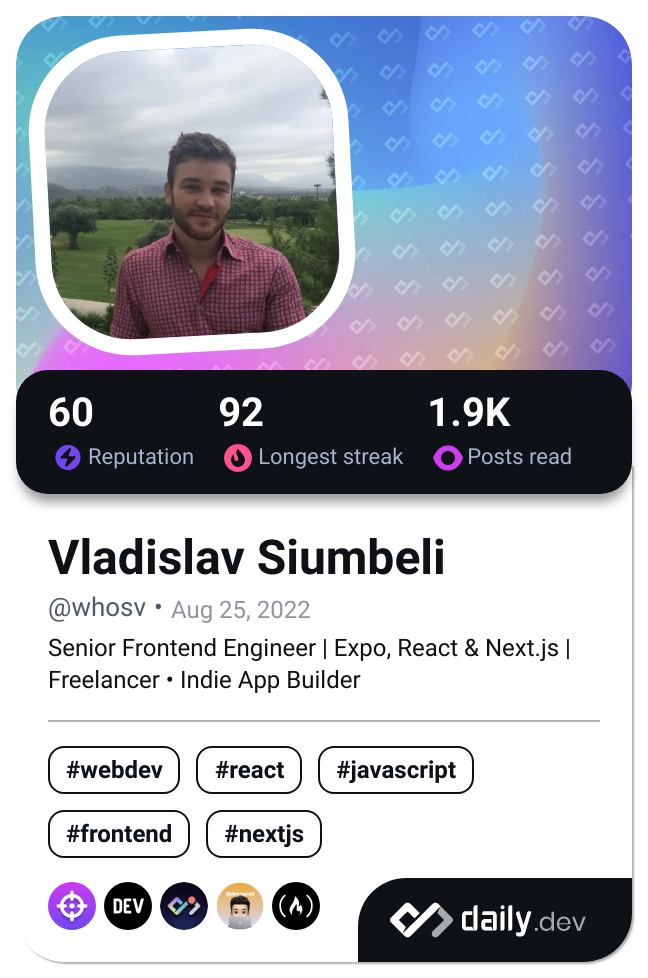 60 92 1.9K
Reputation Longest streak Posts read
Vladislav Siumbeli
@whosv • Aug 25, 2022
Senior Frontend Engineer | Expo, React & Next.js |
Freelancer • Indie App Builder
#webdev #react #javascript
#frontend #nextjs
DEV
daily.dev